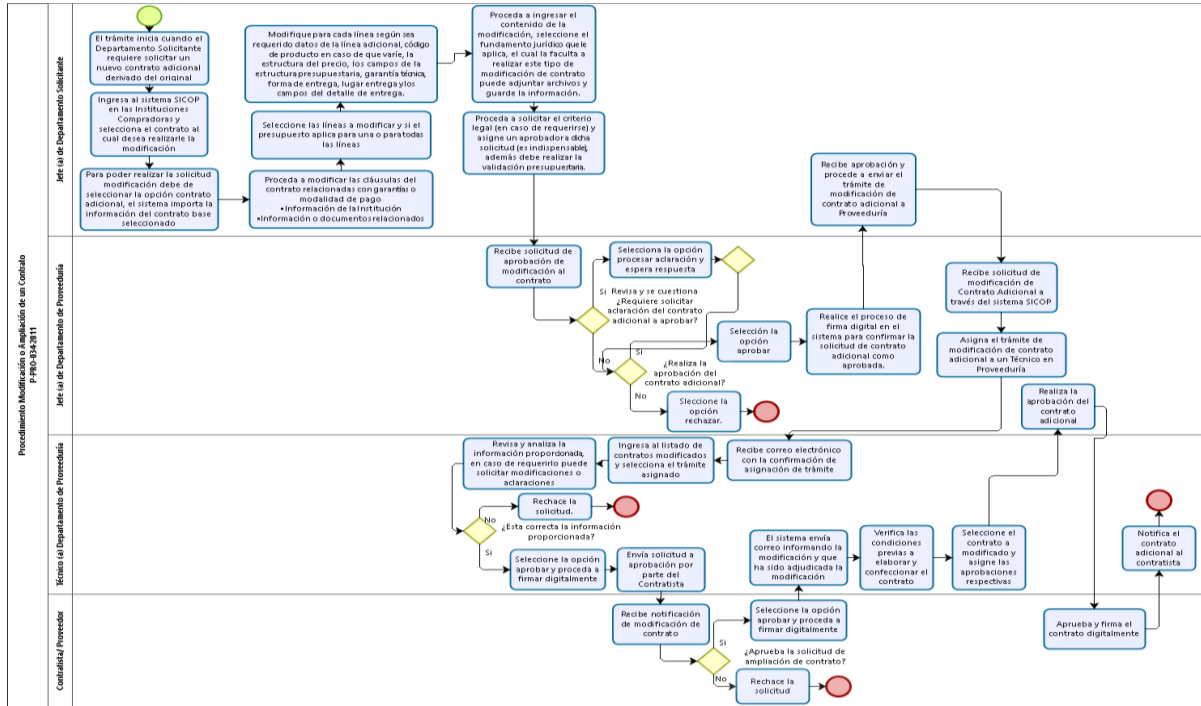 Procedimiento Modificación o Ampliación de un Contrato
P-PRO-034-2011
Jefe (a) de Departamento Solicitante
El trámite inicia cuando el
Departamento Solicitante
requiere solicitar un
nuevo contrato adicional
derivado del original
Ingresa al sistema SICOP
en las Instituciones
Compradoras y
selecciona el contrato al
cual desea realizarle la
modificación
Para poder realizar la solicitud
modificación debe de
seleccionar la opción contrato
adicional, el sistema importa la
información del contrato base
seleccionado
Proceda a modificar las cláusulas del
contrato relacionadas con garantías o
modalidad de pago
•Información de la Institución
•Información o documentos relacionados
Seleccione las líneas a modificar y si el
presupuesto aplica para una o para todas
las líneas
Modifique para cada línea según sea
requerido datos de la línea adicional, código
de producto en caso de que varíe, la
estructura del precio, los campos de la
estructura presupuestaria, garantía técnica,
forma de entrega, lugar entrega y los
campos del detalle de entrega.
Proceda a ingresar el
contenido de la
modificación, seleccione el
fundamento jurídico que le
aplica, el cual la faculta a
realizar este tipo de
modificación de contrato
puede adjuntar archivos y
guarde la información.
Proceda a solicitar el criterio
legal (en caso de requerirse) y
asigne un aprobador a dicha
solicitud (es indispensable),
además debe realizar la
validación presupuestaria.
Recibe aprobación y
procede a enviar el
trámite de
modificación de
contrato adicional a
Proveeduría
Jefe (a) de Departamento de Proveeduría
Recibe solicitud de
aprobación de
modificación al
contrato
Selecciona la opción
procesar aclaración y
espera respuesta
Si
Revisa y se cuestiona
¿Requiere solicitar
aclaración del contrato
adicional a aprobar?
No
Si
¿Realiza la
aprobación del
contrato adicional?
No
Selección la
opción
aprobar
Sleccione la
opción
rechazar.
Realice el proceso de
firma digital en el
sistema para confirmar la
solicitud de contrato
adicional como
aprobada.
Recibe solicitud de
modificación de
Contrato Adicional a
través del sistema SICOP
Asigna el trámite de
modificación de contrato
adicional a un Técnico en
Proveeduría
Realiza la
aprobación del
contrato
adicional
Técnico (a) Departamento de Proveeduría
Recibe correo electrónico
con la confirmación de
asignación de trámite
Ingresa al listado de
contratos modificados y
selecciona el trámite
asignado
Revisa y analiza la
información proporcionada,
en caso de requerirlo puede
solicitar modificaciones o
aclaraciones
No
Rechace la
solicitud.
¿Esta correcta la información
proporcionada?
Si
Seleccione la opción
aprobar y proceda a
firmar digitalmente
Envía solicitud a
aprobación por
parte del
Contratista
El sistema envía
correo informando la
modificación y que
ha sido adjudicada la
modificación
Verifica las
condiciones
previas a
elaborar y
confeccionar el
contrato
Seleccione el
contrato a
modificado y
asigne las
aprobaciones
respectivas
Notifica el
contrato
adicional al
contratista
Contralista/ Proveedor
Recibe notificación
de modificación de
contrato
Si
Seleccione la opción
aprobar y proceda a
firmar digitalmente
¿Aprueba la solicitud de
ampliación de contrato?
No
Rechace la
solicitud
Aprueba y firma el
contrato digitalmente